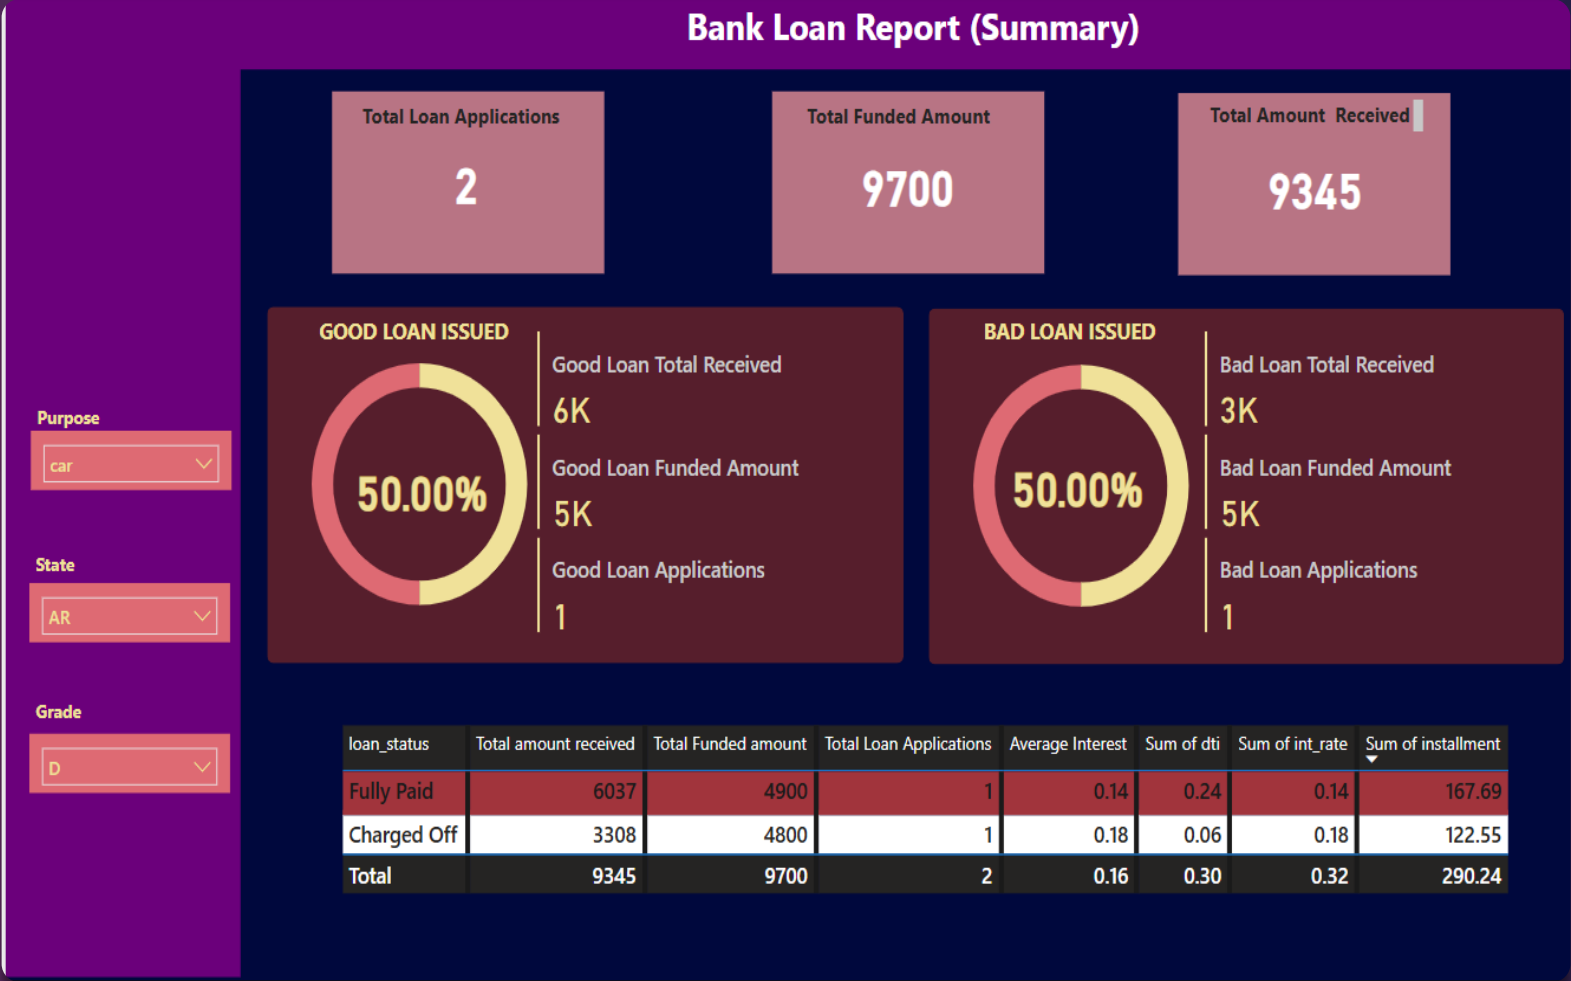 Bank Loan Report (Summary)
Total Loan Applications
2
Total Funded Amount
9700
Total Amount Received
9345
Purpose
car
State
AR
Grade
D
GOOD LOAN ISSUED
50.00%
Good Loan Total Received
6K
Good Loan Funded Amount
5K
Good Loan Applications
1
BAD LOAN ISSUED
50.00%
Bad Loan Total Received
3K
Bad Loan Funded Amount
5K
Bad Loan Applications
1
loan_status Total amount received Total Funded amount Total Loan Applications Average Interest Sum of dti Sum of int_rate Sum of installment
Fully Paid 6037 4900 1 0.14 0.24 0.14 167.69
Charged Off 3308 4800 1 0.18 0.06 0.18 122.55
Total 9345 9700 2 0.16 0.30 0.32 290.24